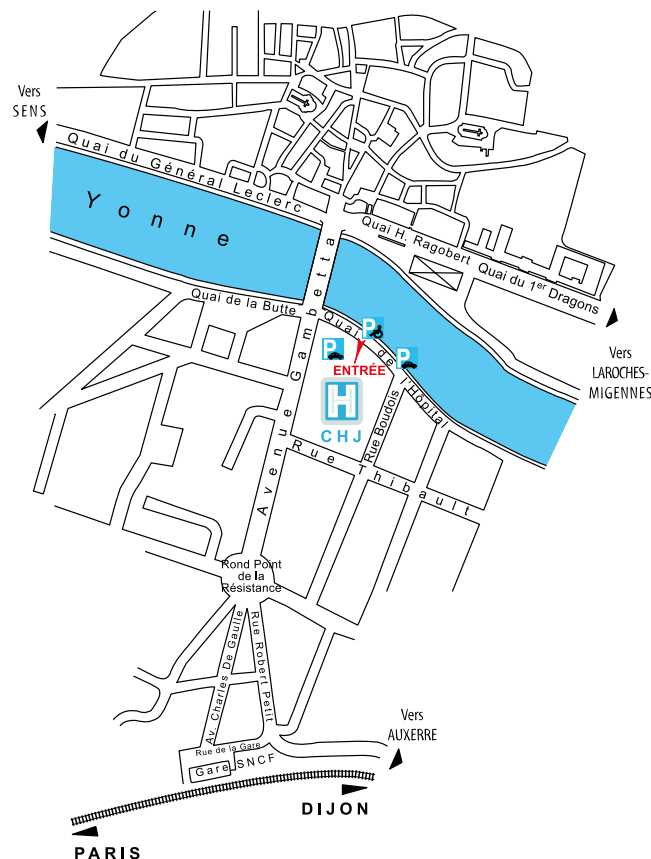 Vers
SENS
Quai du Général Leclerc
Yonne
Quai H. Ragobert
Quai du 1er Dragons
Vers
LAROCHES-
MIGENNES
Quai de la Butte
Avenue Gambetta
Quai de l'Hôpital
P
P
P
ENTRÉE
H
CHJ
Rue Boudois
Rue Thibault
Rond Point
de la
Résistance
Av. Charles De Gaulle
Rue Robert Petit
Rue de la Gare
Gare SNCF
Vers
AUXERRE
DIJON
PARIS